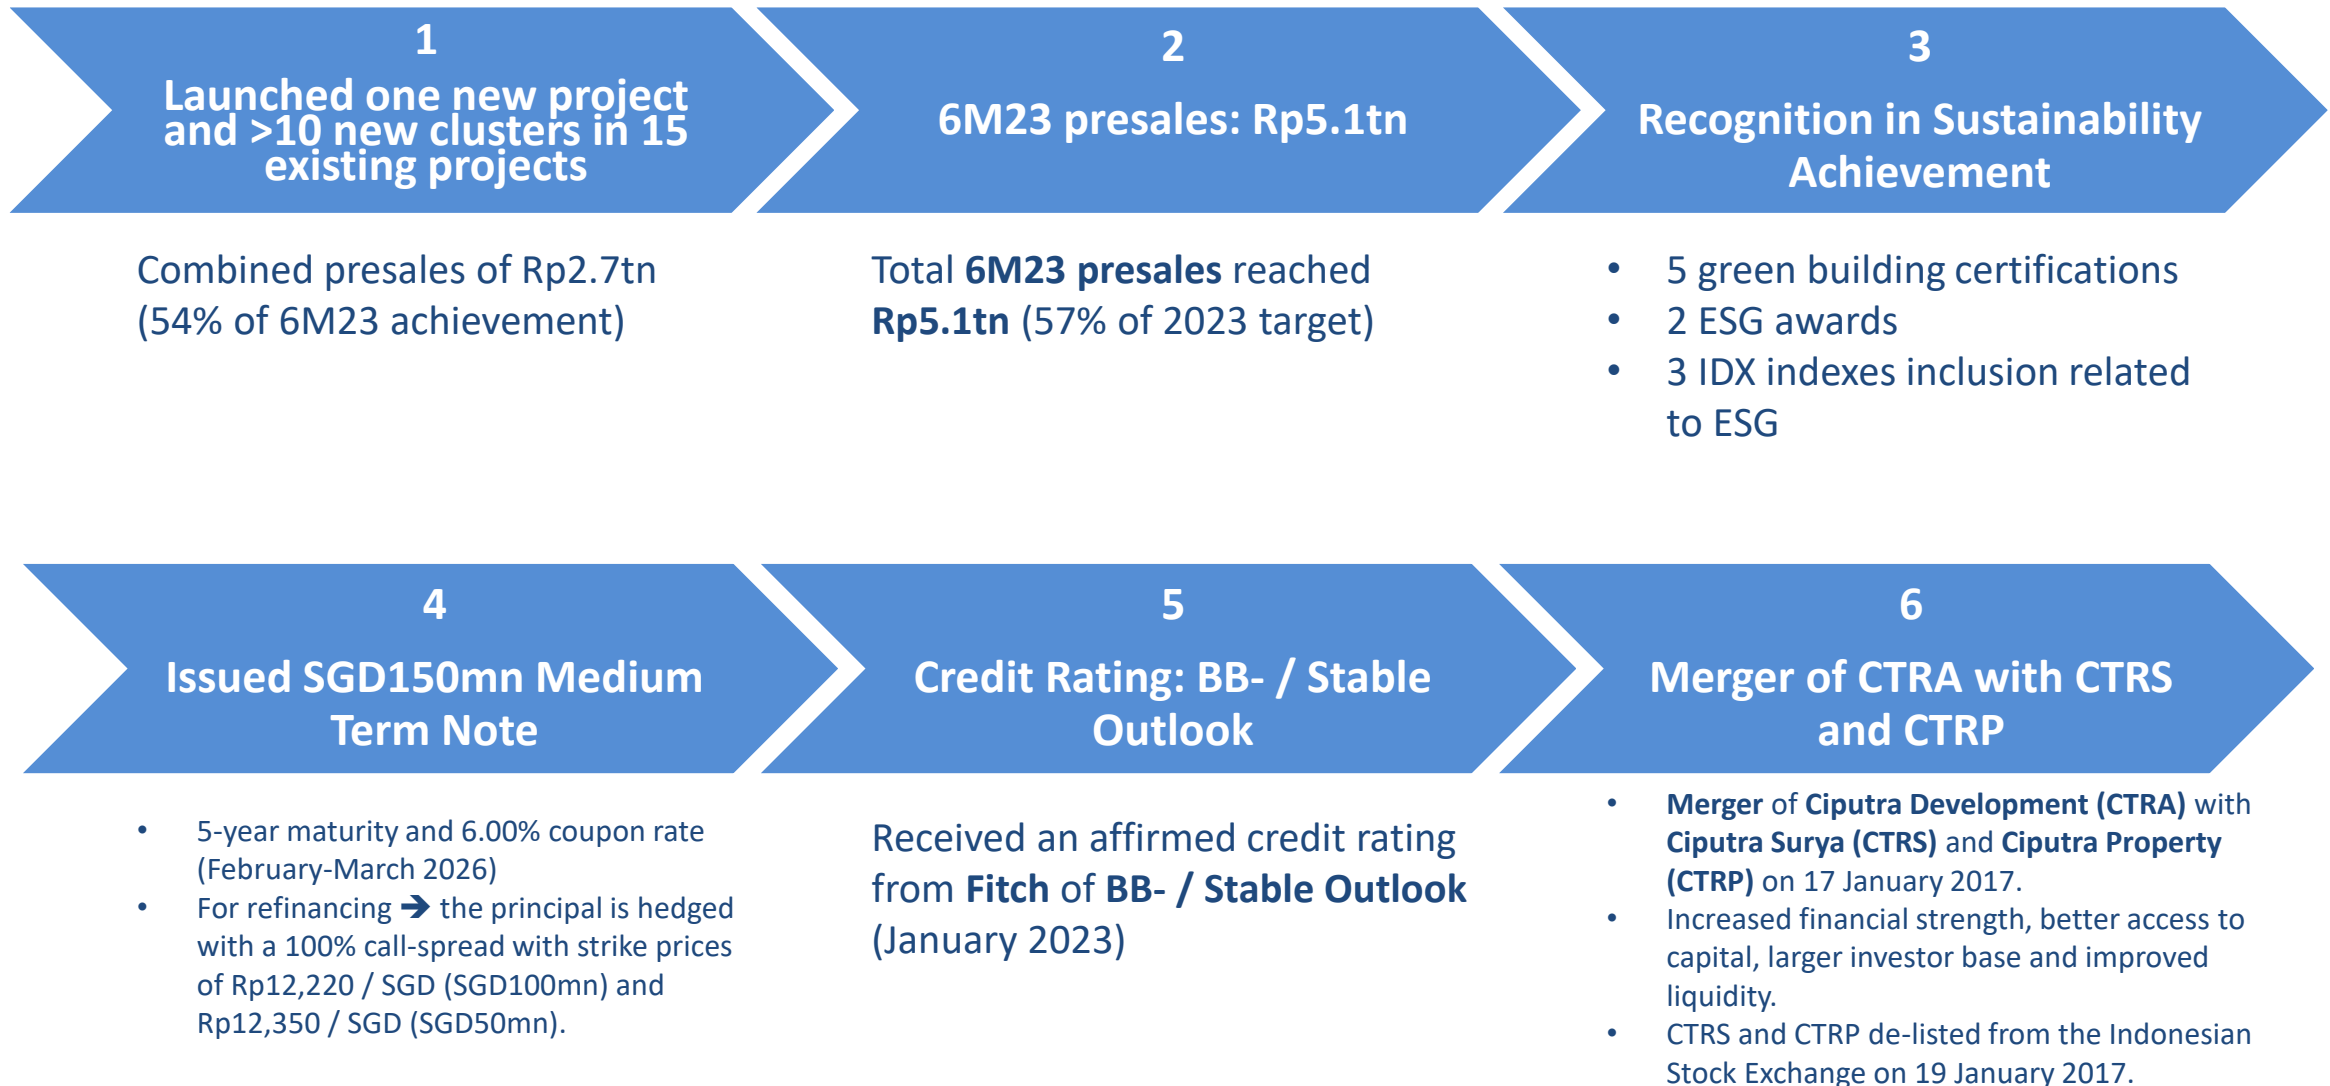 1
Launched one new project
and >10 new clusters in 15
existing projects
Combined presales of Rp2.7tn
(54% of 6M23 achievement)
2
6M23 presales: Rp5.1tn
Total 6M23 presales reached
Rp5.1tn (57% of 2023 target)
3
Recognition in Sustainability
Achievement
• 5 green building certifications
• 2 ESG awards
• 3 IDX indexes inclusion related
to ESG
4
Issued SGD150mn Medium
Term Note
• 5-year maturity and 6.00% coupon rate
(February-March 2026)
• For refinancing ➔ the principal is hedged
with a 100% call-spread with strike prices
of Rp12,220 / SGD (SGD100mn) and
Rp12,350 / SGD (SGD50mn).
5
Credit Rating: BB- / Stable
Outlook
Received an affirmed credit rating
from Fitch of BB- / Stable Outlook
(January 2023)
6
Merger of CTRA with CTRS
and CTRP
• Merger of Ciputra Development (CTRA) with
Ciputra Surya (CTRS) and Ciputra Property
(CTRP) on 17 January 2017.
• Increased financial strength, better access to
capital, larger investor base and improved
liquidity.
• CTRS and CTRP de-listed from the Indonesian
Stock Exchange on 19 January 2017.